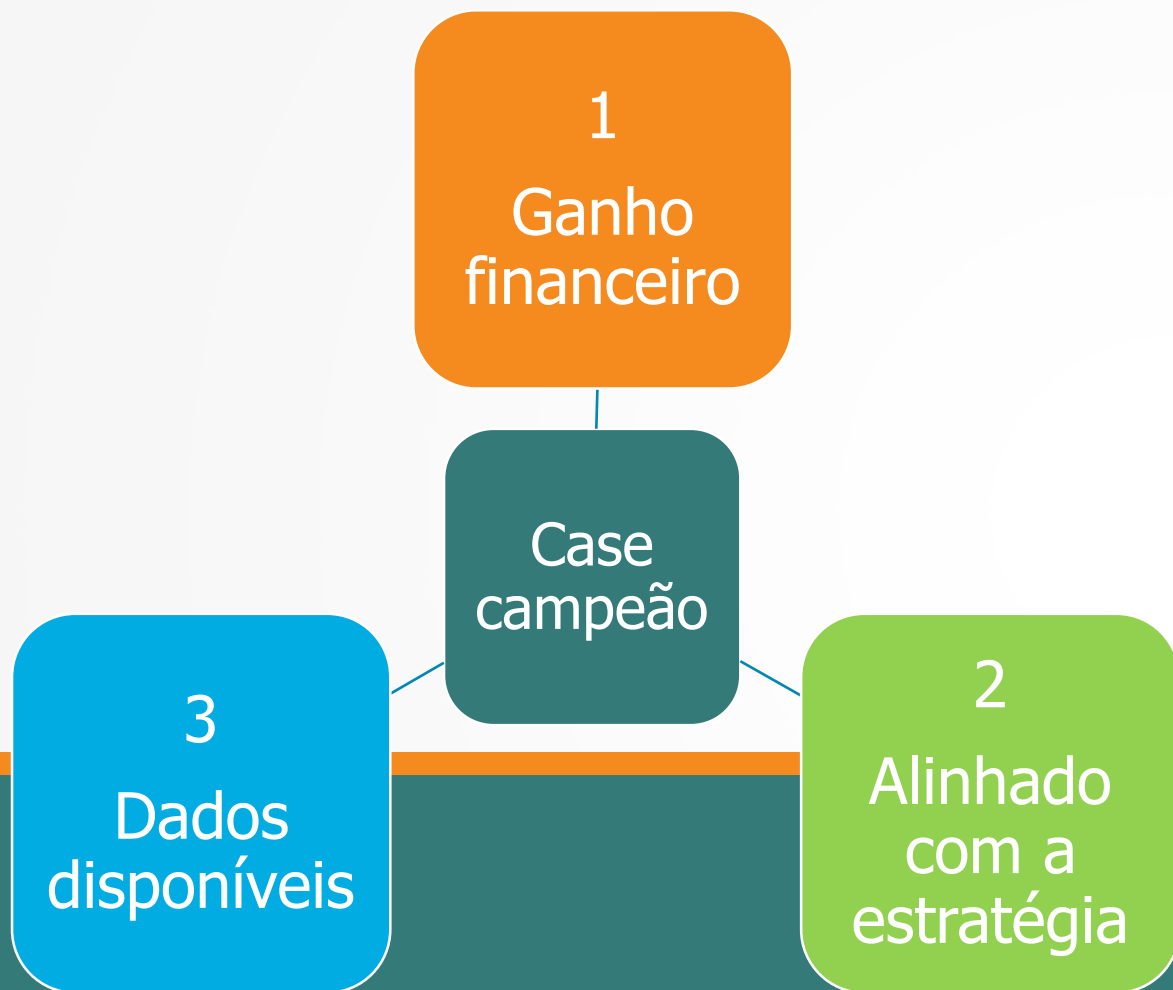 1
Ganho
financeiro
Case
campeão
2
Alinhado
com a
estratégia
3
Dados
disponíveis